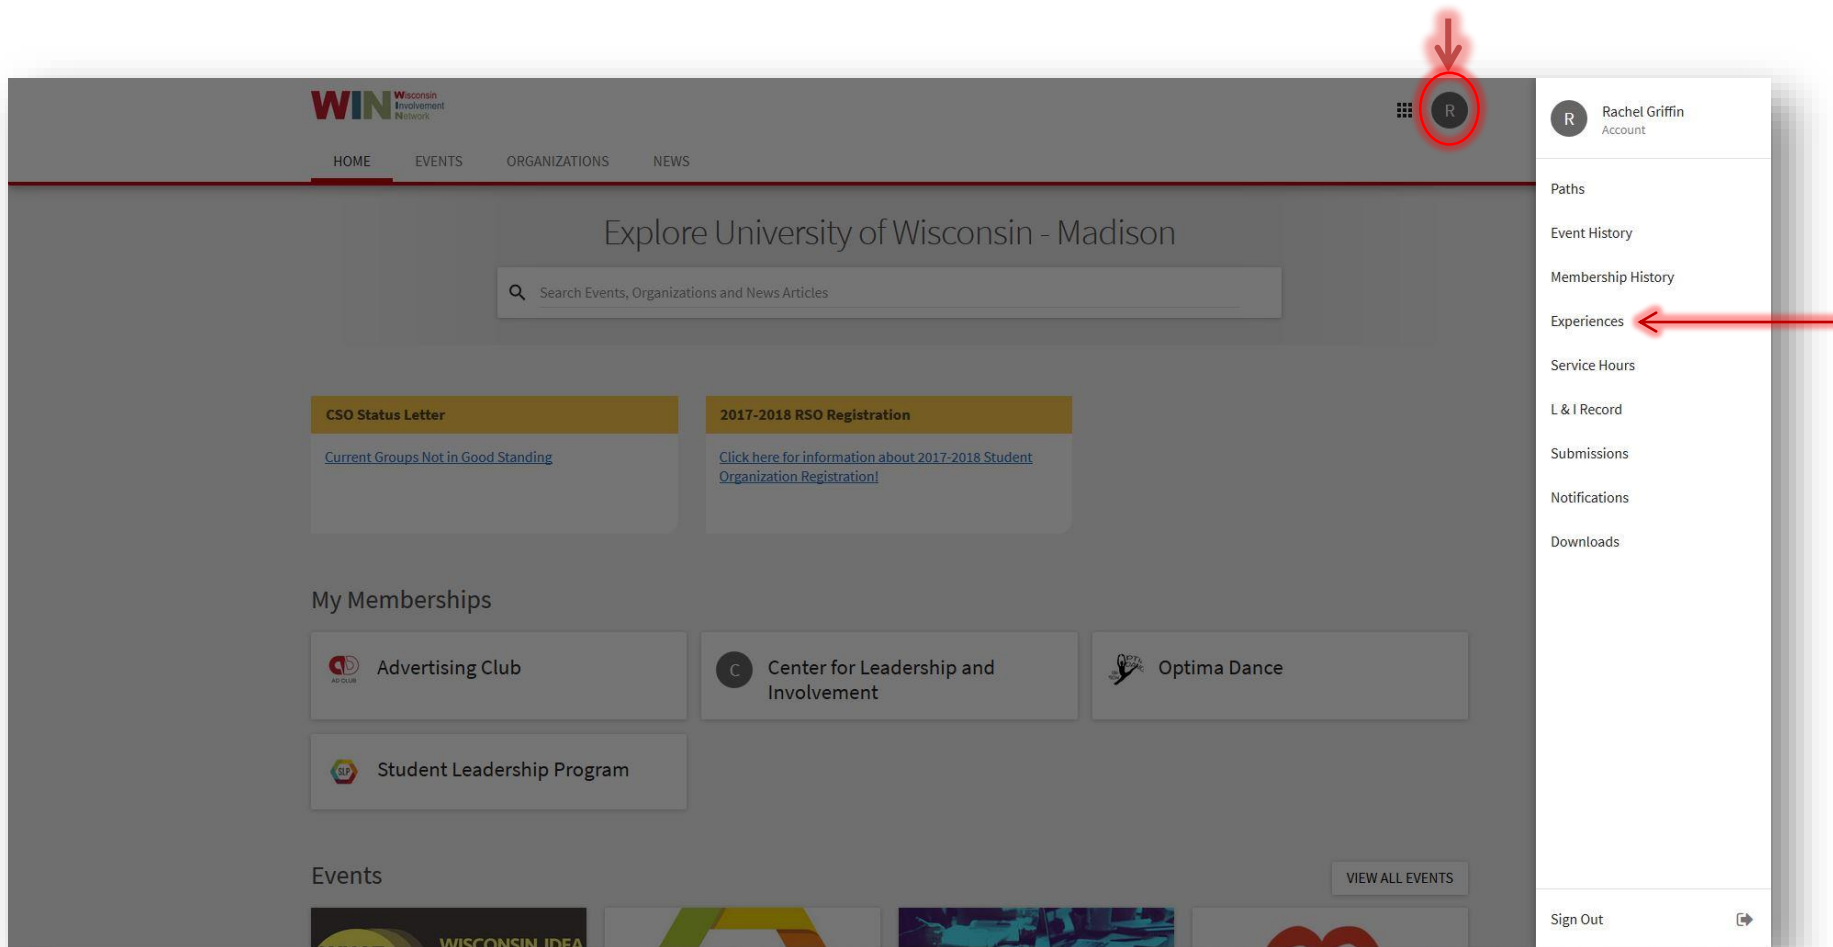 WIN
Wisconsin
Involvement
Network
R
HOME EVENTS ORGANIZATIONS NEWS
Explore University of Wisconsin - Madison
Search Events, Organizations and News Articles
CSO Status Letter
Current Groups Not in Good Standing
2017-2018 RSO Registration
Click here for information about 2017-2018 Student
Organization Registration!
My Memberships
AD CLUB
Advertising Club
C
Center for Leadership and
Involvement
Optima Dance
SLP
Student Leadership Program
Events
VIEW ALL EVENTS
WISCONSIN IDEA
R
Rachel Griffin
Account
Paths
Event History
Membership History
Experiences
Service Hours
L & I Record
Submissions
Notifications
Downloads
Sign Out